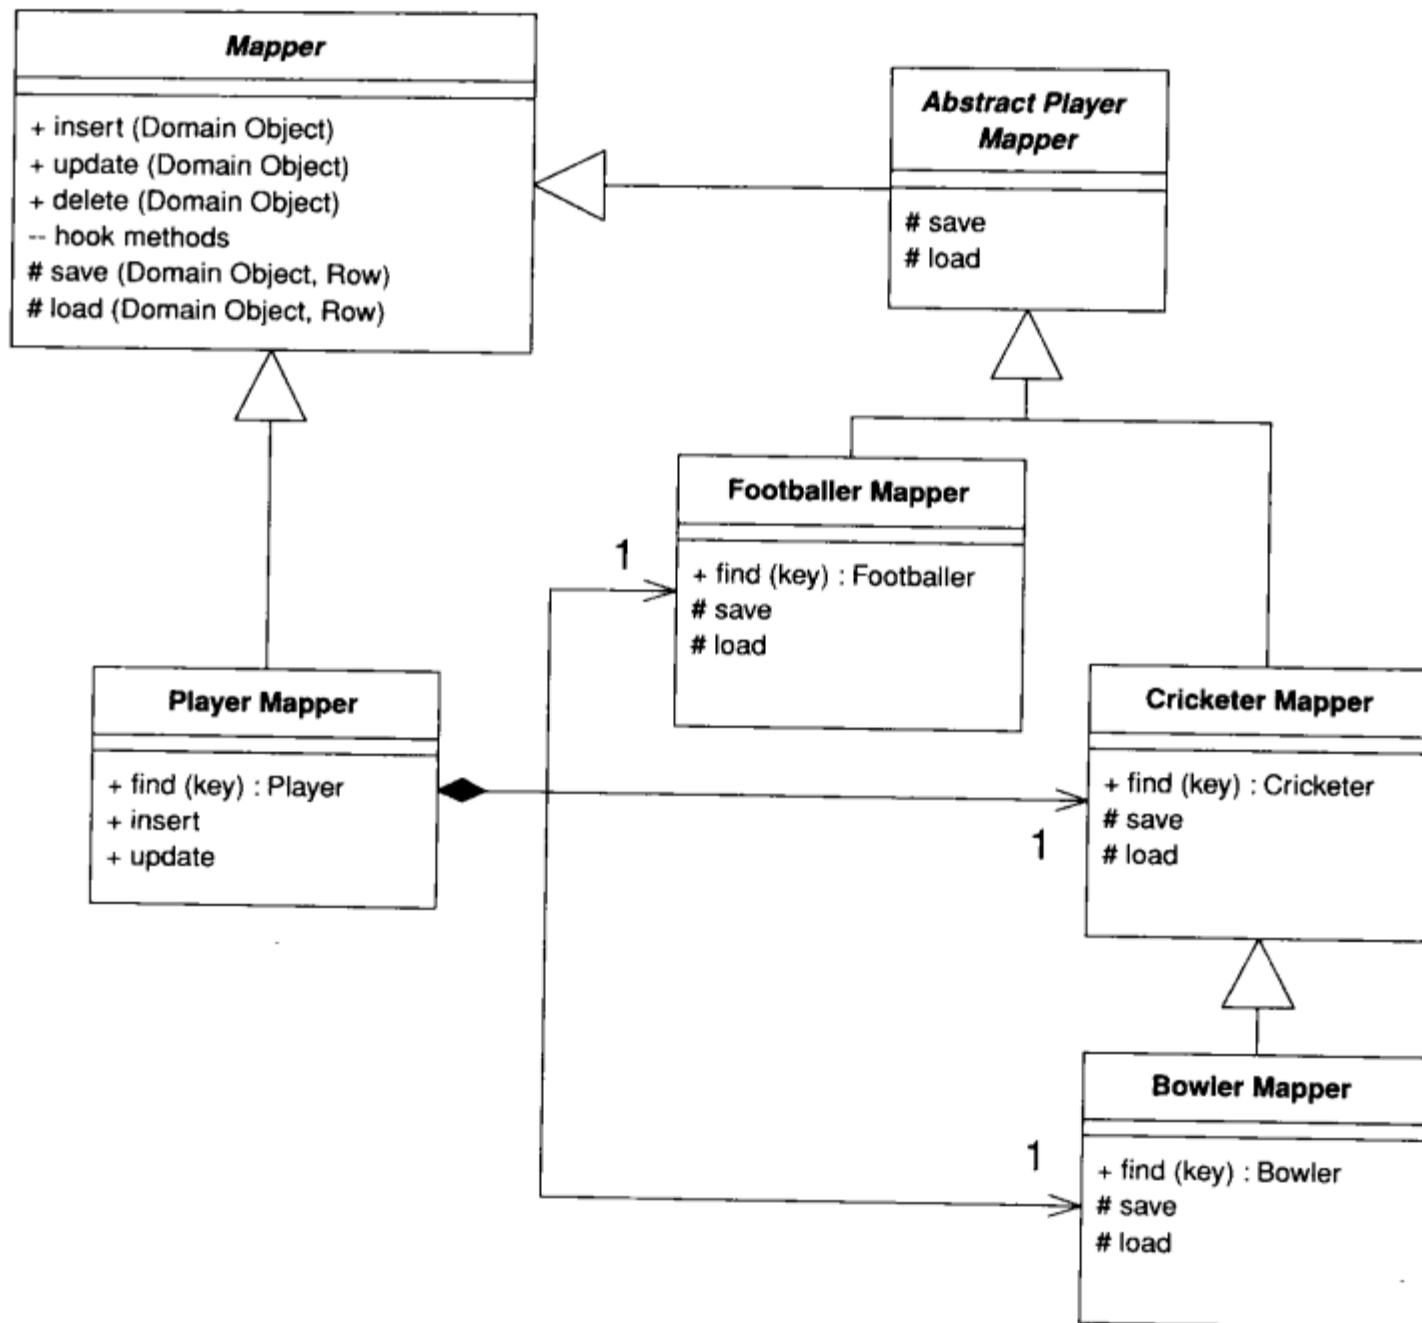 Mapper
+ insert (Domain Object)
+ update (Domain Object)
+ delete (Domain Object)
-- hook methods
# save (Domain Object, Row)
# load (Domain Object, Row)
Abstract Player
Mapper
# save
# load
Footballer Mapper
+ find (key) : Footballer
# save
# load
1
Player Mapper
+ find (key) : Player
+ insert
+ update
Cricketer Mapper
+ find (key) : Cricketer
# save
# load
1
Bowler Mapper
+ find (key) : Bowler
# save
# load
1